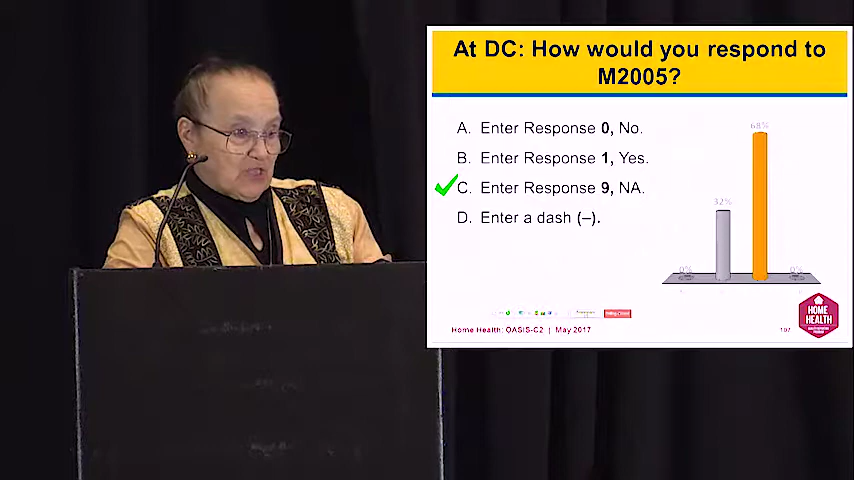 At DC: How would you respond to
M2005?
A. Enter Response 0, No.
B. Enter Response 1, Yes.
C. Enter Response 9, NA.
D. Enter a dash (–).
0%
32%
68%
0%
HOME
HEALTH
Home Health: OASIS-C2 | May 2017
107